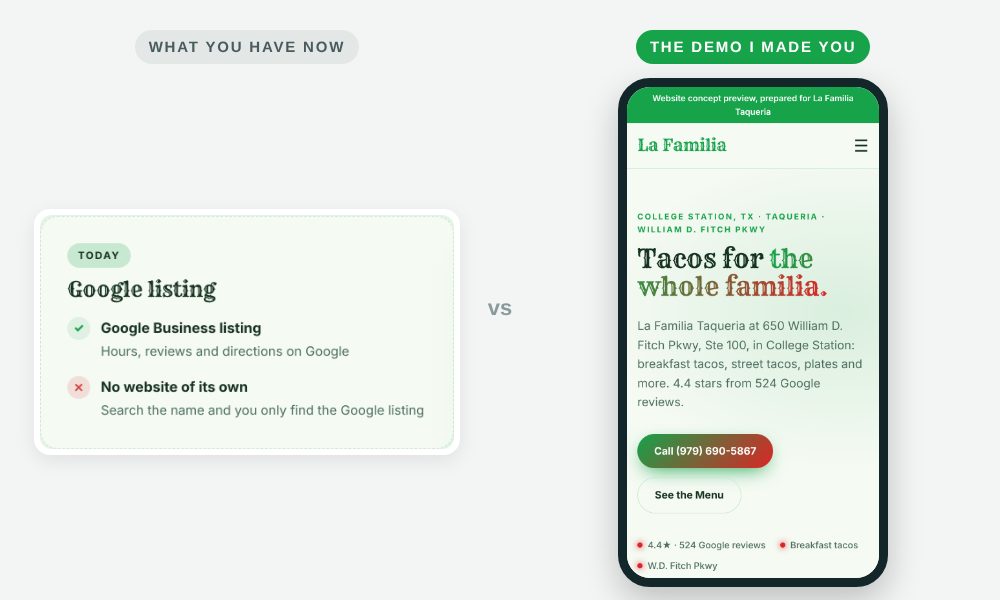 WHAT YOU HAVE NOW
TODAY
Google listing
Google Business listing
Hours, reviews and directions on Google
No website of its own
Search the name and you only find the Google listing
vs
THE DEMO I MADE YOU
Website concept preview, prepared for La Familia
Taqueria
La Familia
COLLEGE STATION, TX · TAQUERIA ·
WILLIAM D. FITCH PKWY
Tacos for the
whole familia.
La Familia Taqueria at 650 William D.
Fitch Pkwy, Ste 100, in College Station:
breakfast tacos, street tacos, plates and
more. 4.4 stars from 524 Google
reviews.
Call (979) 690-5867
See the Menu
4.4★ · 524 Google reviews
Breakfast tacos
W.D. Fitch Pkwy